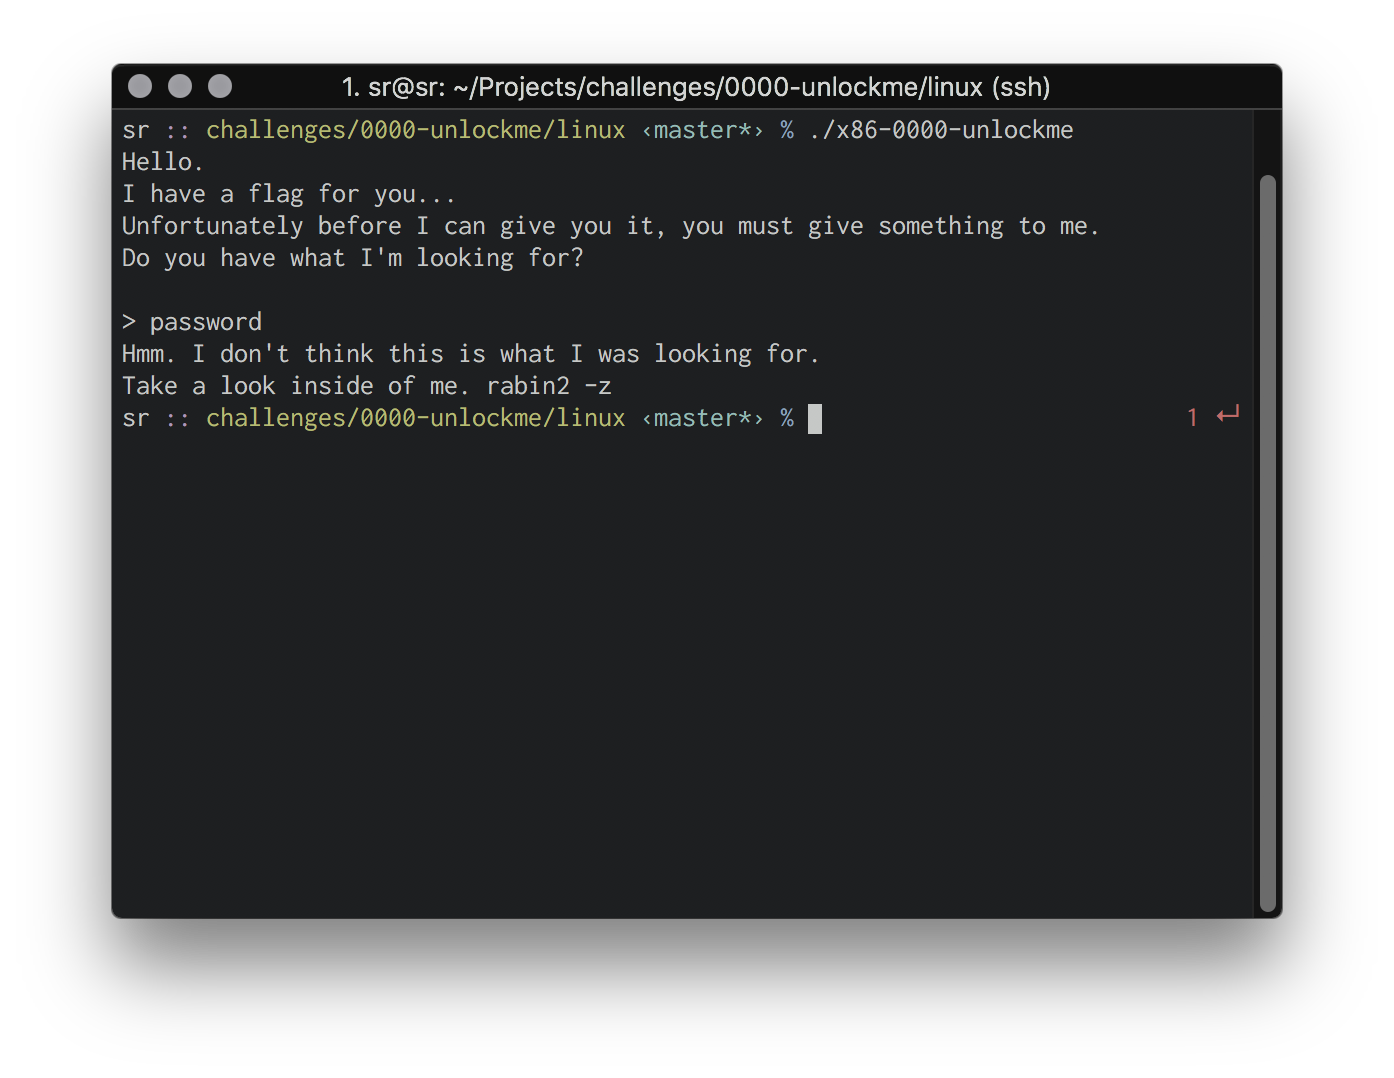 1. sr@sr: ~/Projects/challenges/0000-unlockme/linux (ssh)
sr :: challenges/0000-unlockme/linux ‹master*› % ./x86-0000-unlockme
Hello.
I have a flag for you...
Unfortunately before I can give you it, you must give something to me.
Do you have what I'm looking for?
> password
Hmm. I don't think this is what I was looking for.
Take a look inside of me. rabin2 -z
sr :: challenges/0000-unlockme/linux ‹master*› % 1 ↵